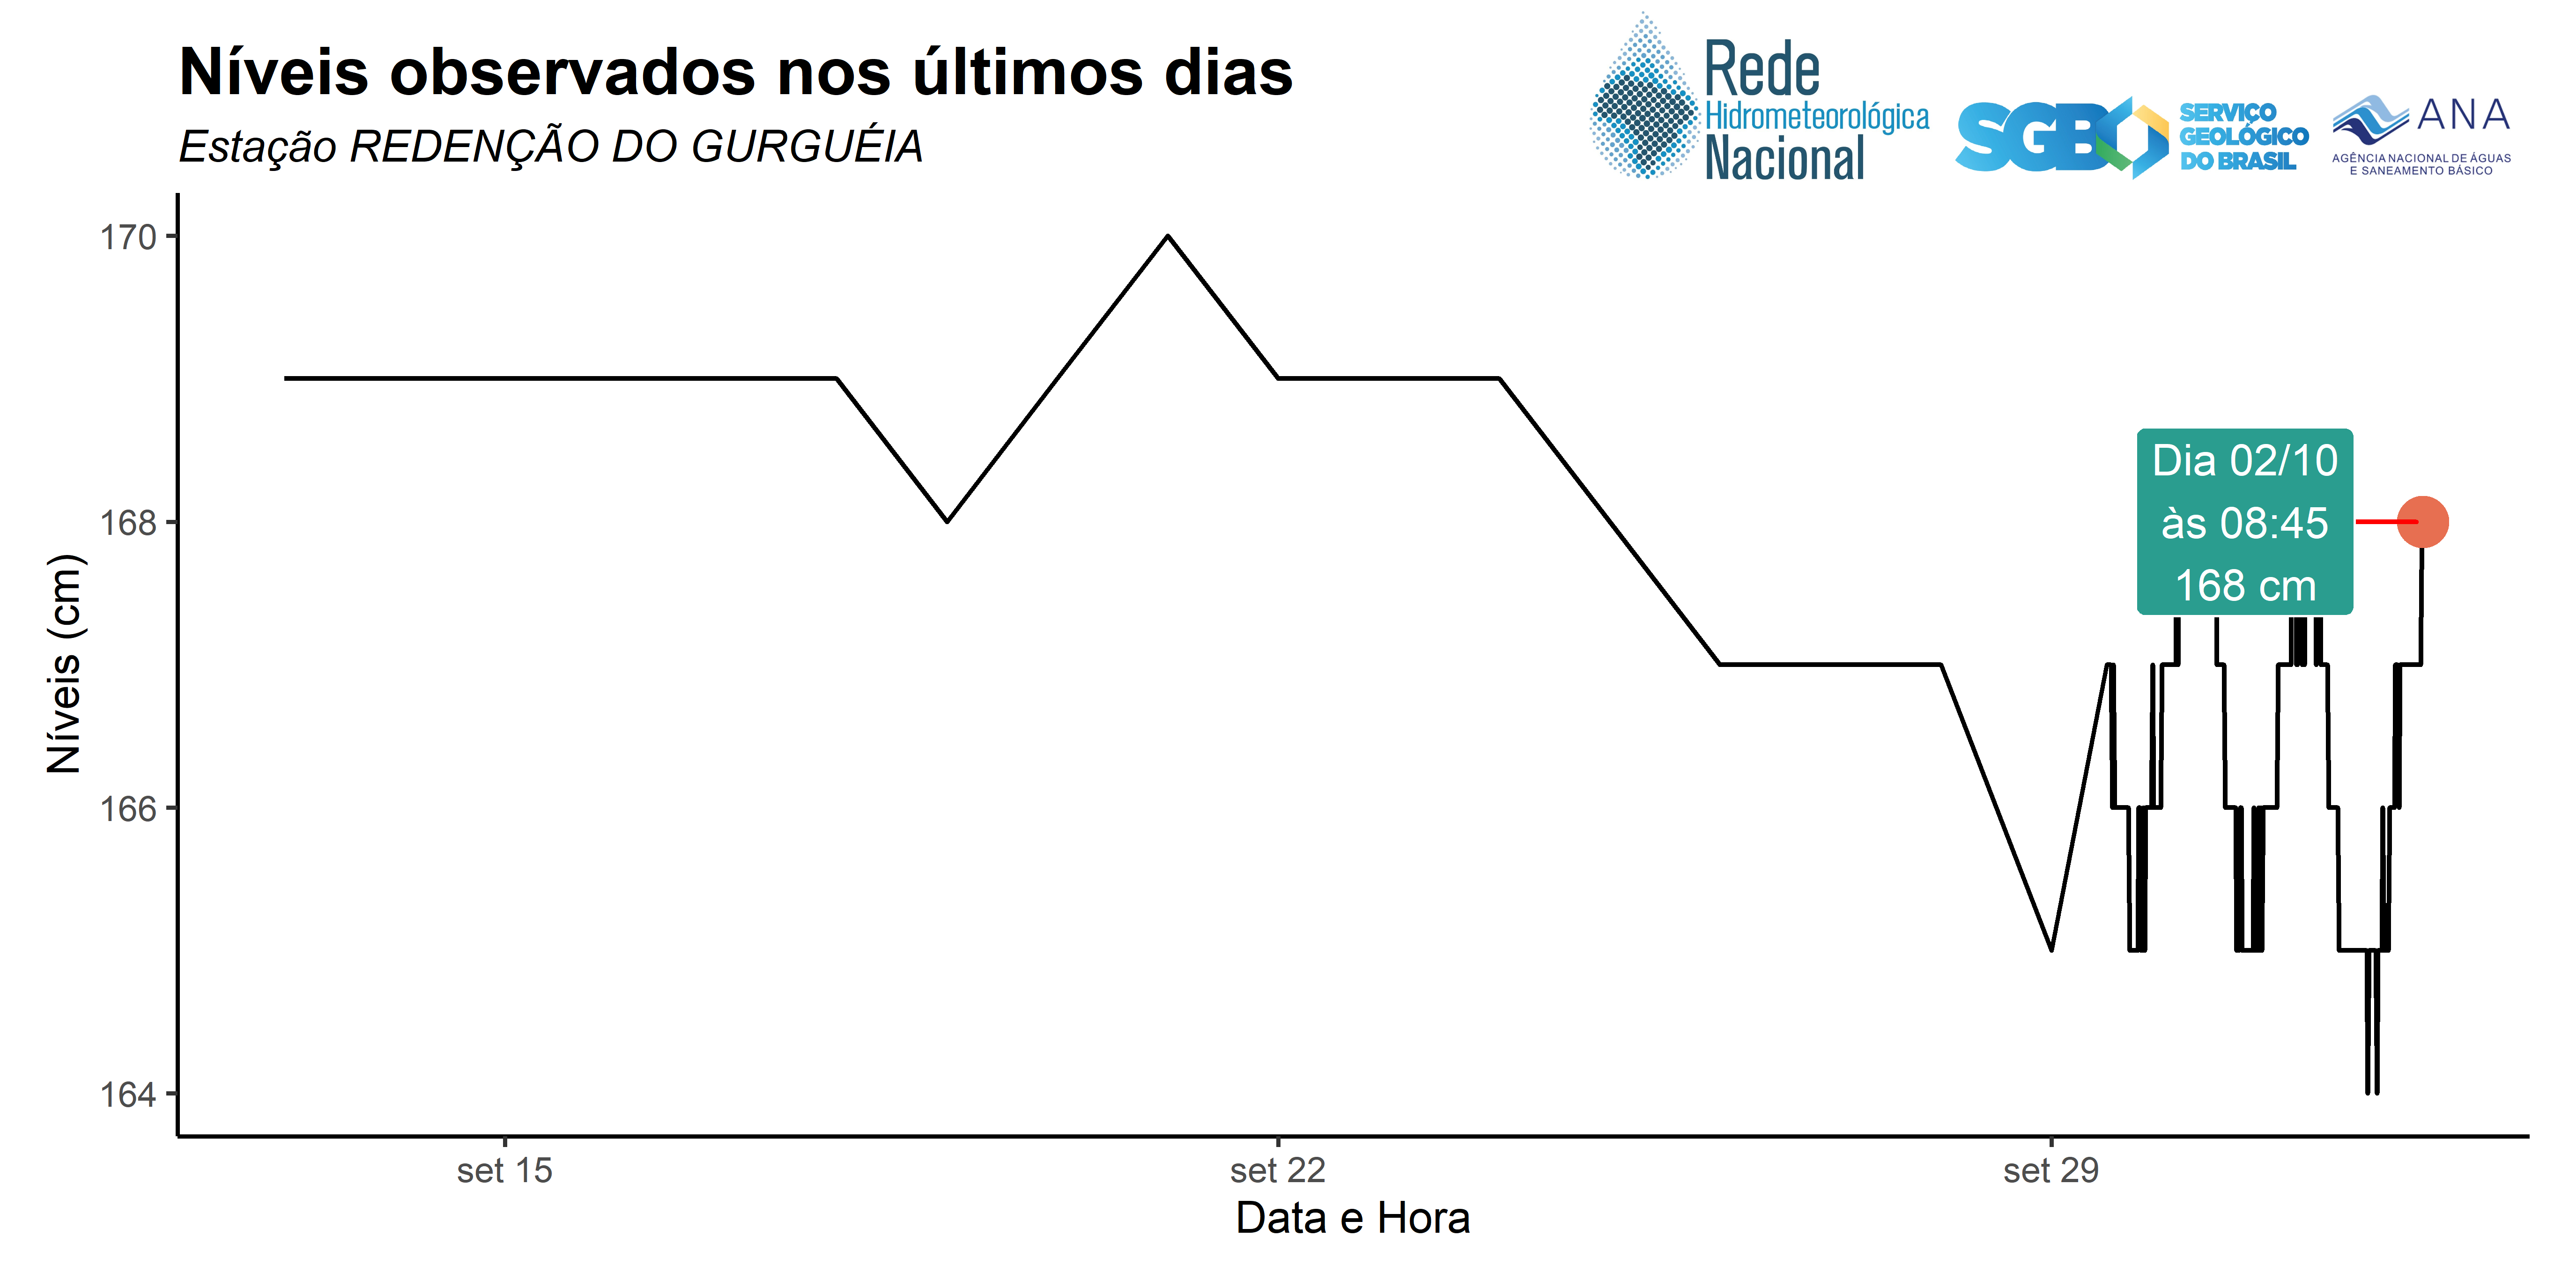 Níveis observados nos últimos dias
Estação REDENÇÃO DO GURGUÉIA
Rede
Hidrometeorológica
Nacional
SGB
SERVIÇO
GEOLÓGICO
DO BRASIL
ANA
AGÊNCIA NACIONAL DE ÁGUAS
E SANEAMENTO BÁSICO
170
168
166
164
Níveis (cm)
Dia 02/10
às 08:45
168 cm
set 15
set 22
set 29
Data e Hora